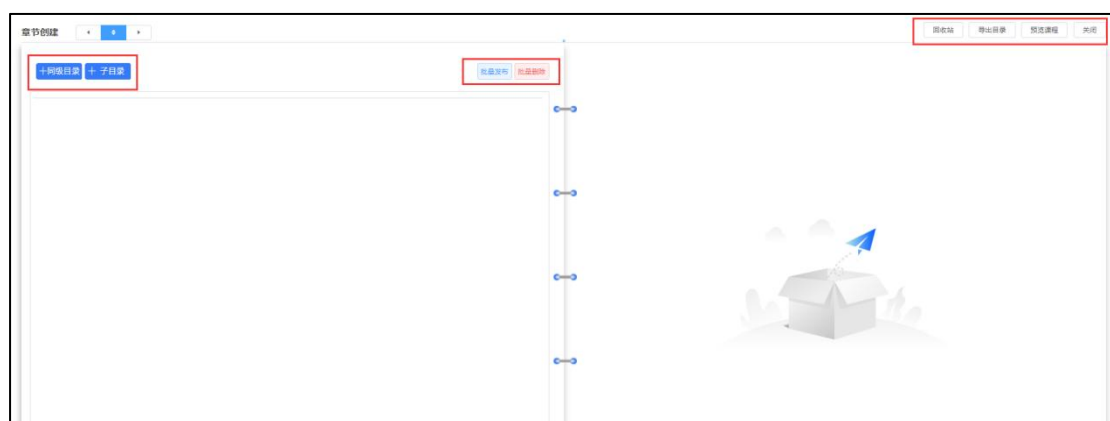 章节创建
回收站 导出目录 预览课程 关闭
+同级目录 + 子目录 批量发布 批量删除